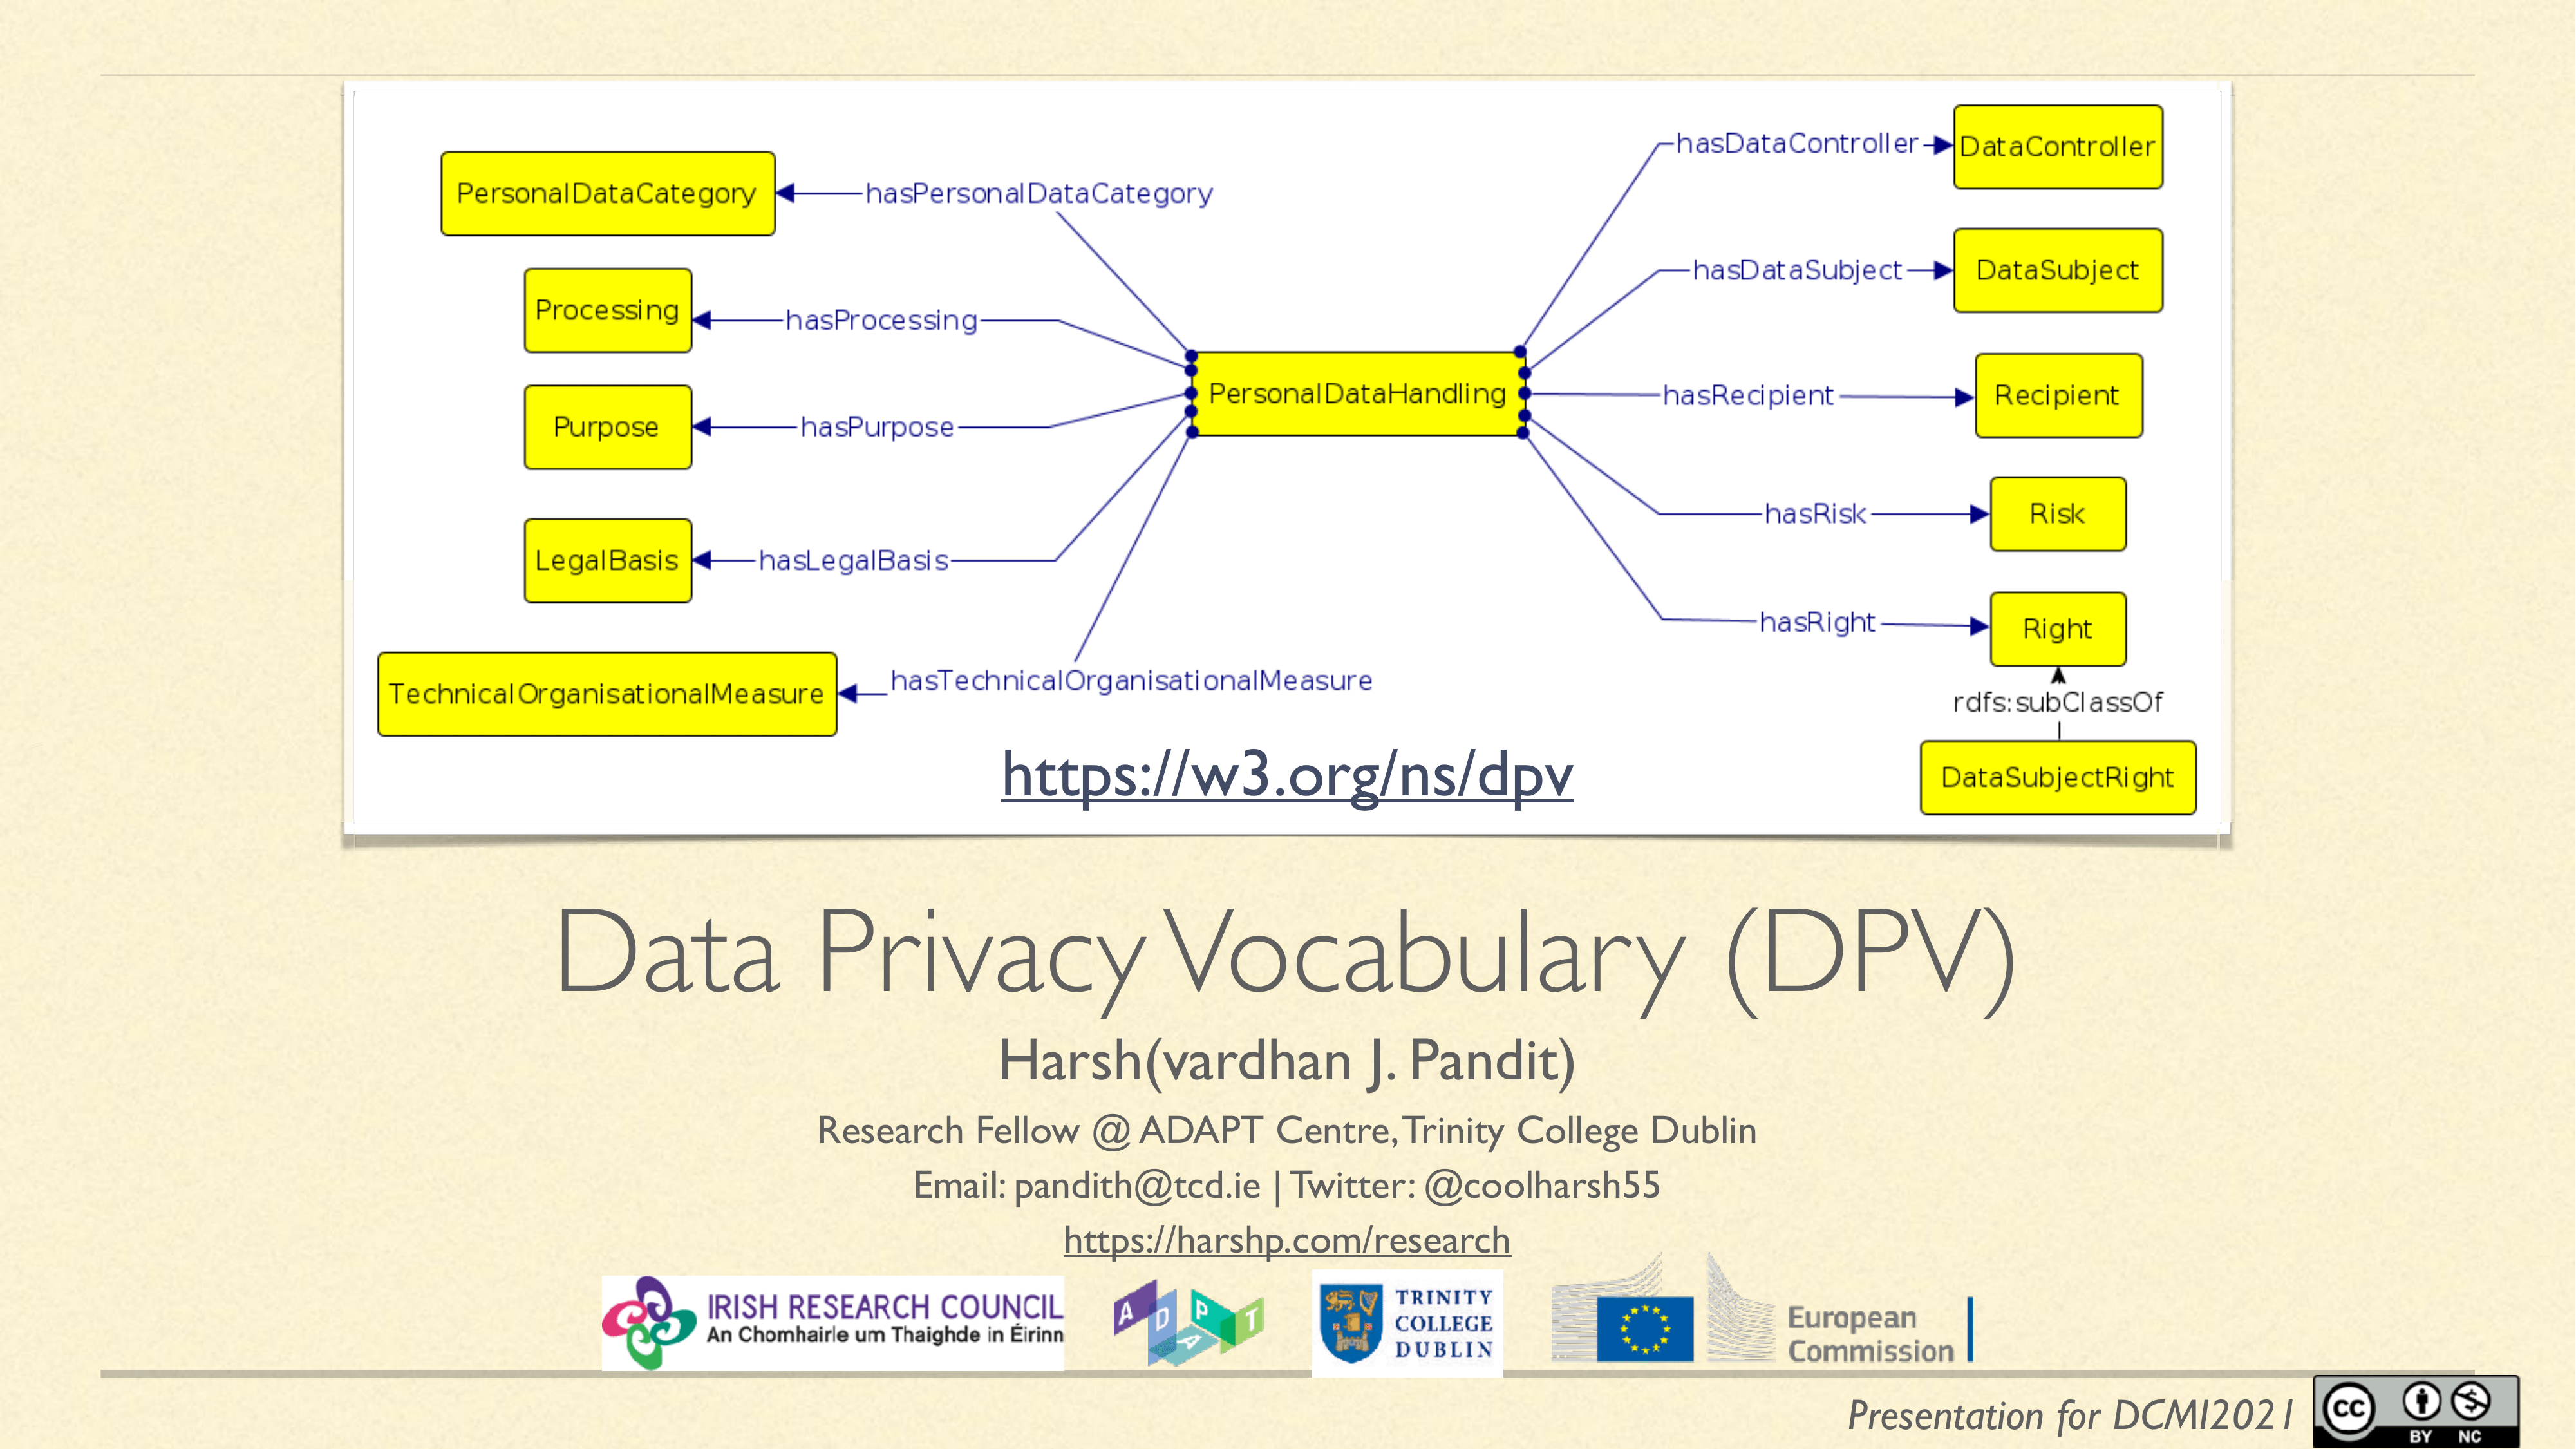 hasDataController
DataController
PersonalDataCategory
hasPersonalDataCategory
hasDataSubject
DataSubject
Processing
hasProcessing
PersonalDataHandling
hasRecipient
Recipient
Purpose
hasPurpose
hasRisk
Risk
LegalBasis
hasLegalBasis
hasRight
Right
TechnicalOrganisationalMeasure
hasTechnicalOrganisationalMeasure
rdfs:subClassOf
DataSubjectRight
https://w3.org/ns/dpv
Data Privacy Vocabulary (DPV)
Harsh(vardhan J. Pandit)
Research Fellow @ ADAPT Centre, Trinity College Dublin
Email: pandith@tcd.ie | Twitter: @coolharsh55
https://harshp.com/research
IRISH RESEARCH COUNCIL
An Chomhairle um Thaighde in Éirinn
ADAPT
TRINITY
COLLEGE
DUBLIN
European
Commission
Presentation for DCMI2021
CC
BY NC